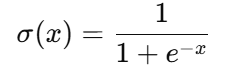 σ(x) = 1 / (1 + e^{-x})